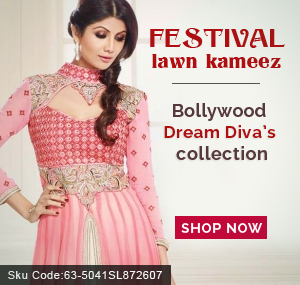 FESTIVAL
lawn kameez
Bollywood
Dream Diva's
collection
SHOP NOW
Sku Code:63-5041SL872607